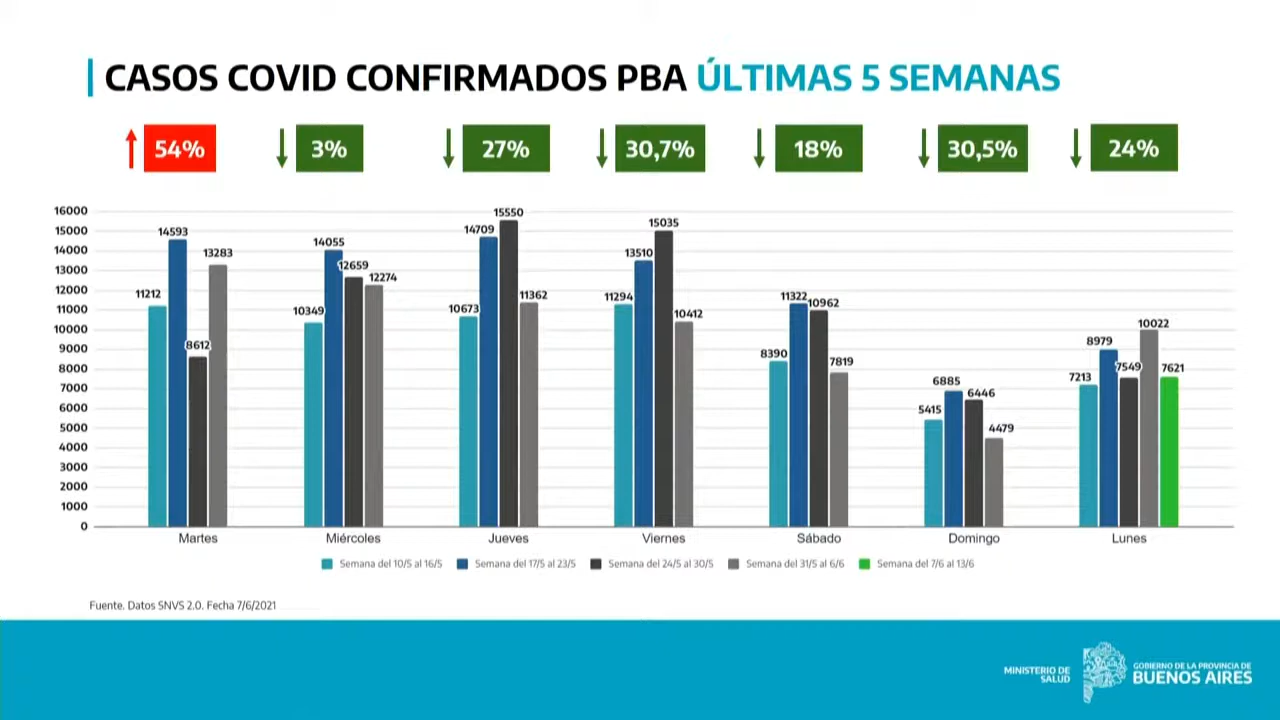 CASOS COVID CONFIRMADOS PBA ÚLTIMAS 5 SEMANAS
54% 3% 27% 30,7% 18% 30,5% 24%
16000
15000
14000
13000
12000
11000
10000
9000
8000
7000
6000
5000
4000
3000
2000
1000
0
11212 14593 8612 13283
10349 14055 12659 12274
10673 14709 15550 11362
11294 13510 15035 10412
8390 11322 10962 7819
5415 6885 6446 4479
7213 8979 7549 10022 7621
Martes Miércoles Jueves Viernes Sábado Domingo Lunes
Semana del 10/5 al 16/5 Semana del 17/5 al 23/5 Semana del 24/5 al 30/5 Semana del 31/5 al 6/6 Semana del 7/6 al 13/6
Fuente. Datos SNVS 2.0. Fecha 7/6/2021
MINISTERIO DE
SALUD
GOBIERNO DE LA PROVINCIA DE
BUENOS AIRES